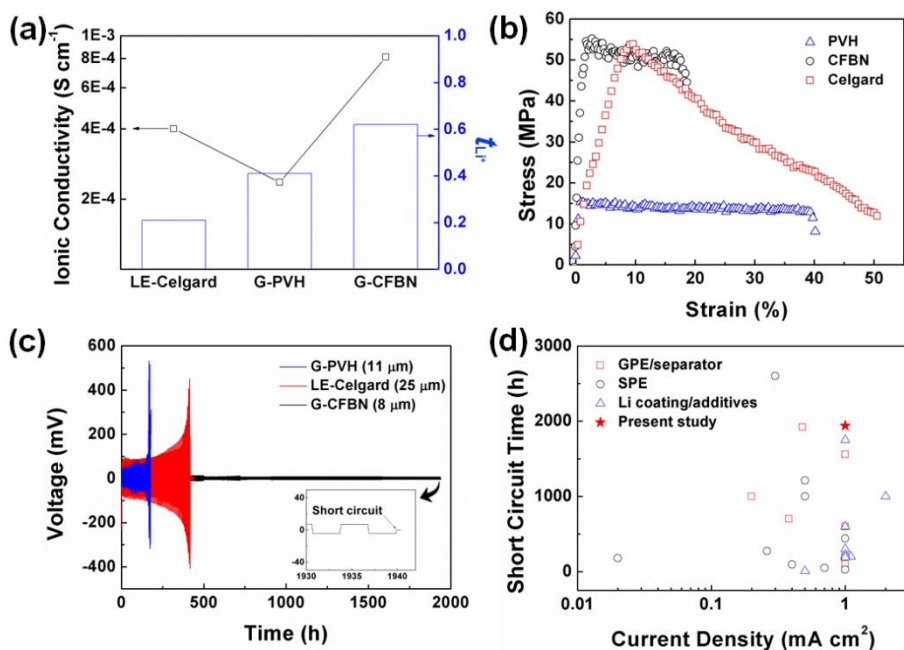 (a)
Ionic Conductivity (S cm⁻¹)
1E-3
8E-4
6E-4
4E-4
2E-4
1.0
0.8
0.6
0.4
0.2
0.0
t Li⁺
LE-Celgard G-PVH G-CFBN
(b)
Stress (MPa)
60
50
40
30
20
10
0
PVH
CFBN
Celgard
0 10 20 30 40 50
Strain (%)
(c)
Voltage (mV)
600
400
200
0
-200
-400
G-PVH (11 μm)
LE-Celgard (25 μm)
G-CFBN (8 μm)
40
0
-40
Short circuit
1930 1935 1940
0 500 1000 1500 2000
Time (h)
(d)
Short Circuit Time (h)
3000
2000
1000
0
GPE/separator
SPE
Li coating/additives
Present study
0.01 0.1 1
Current Density (mA cm²)